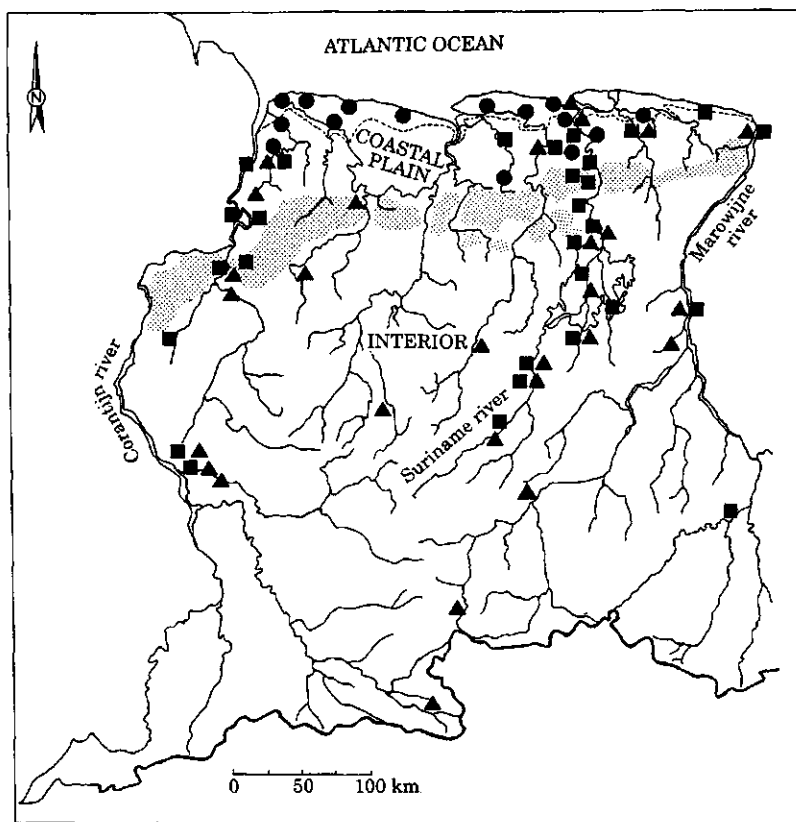 ATLANTIC OCEAN
N
COASTAL
PLAIN
Marowijne
river
INTERIOR
Corantijn river
Suriname river
0 50 100 km